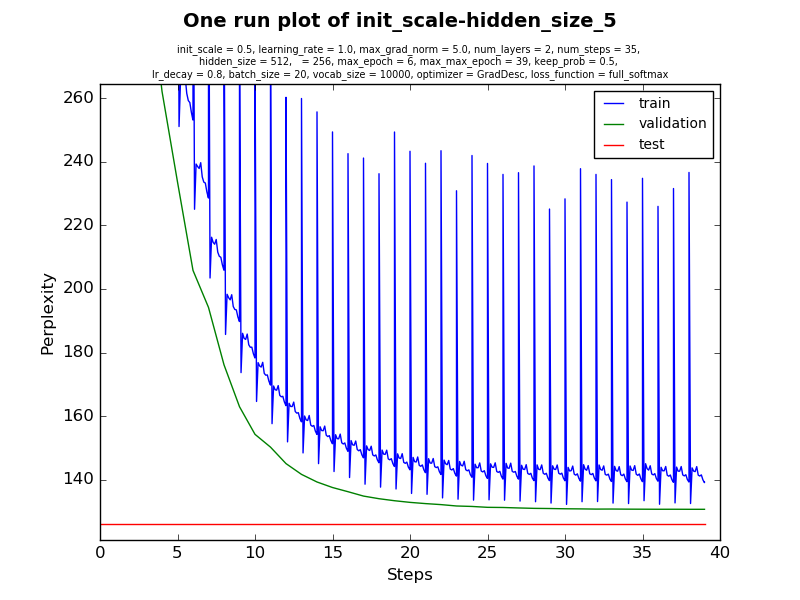 One run plot of init_scale-hidden_size_5
init_scale = 0.5, learning_rate = 1.0, max_grad_norm = 5.0, num_layers = 2, num_steps = 35,
hidden_size = 512,   = 256, max_epoch = 6, max_max_epoch = 39, keep_prob = 0.5,
lr_decay = 0.8, batch_size = 20, vocab_size = 10000, optimizer = GradDesc, loss_function = full_softmax
train
validation
test
Perplexity
260
240
220
200
180
160
140
0 5 10 15 20 25 30 35 40
Steps